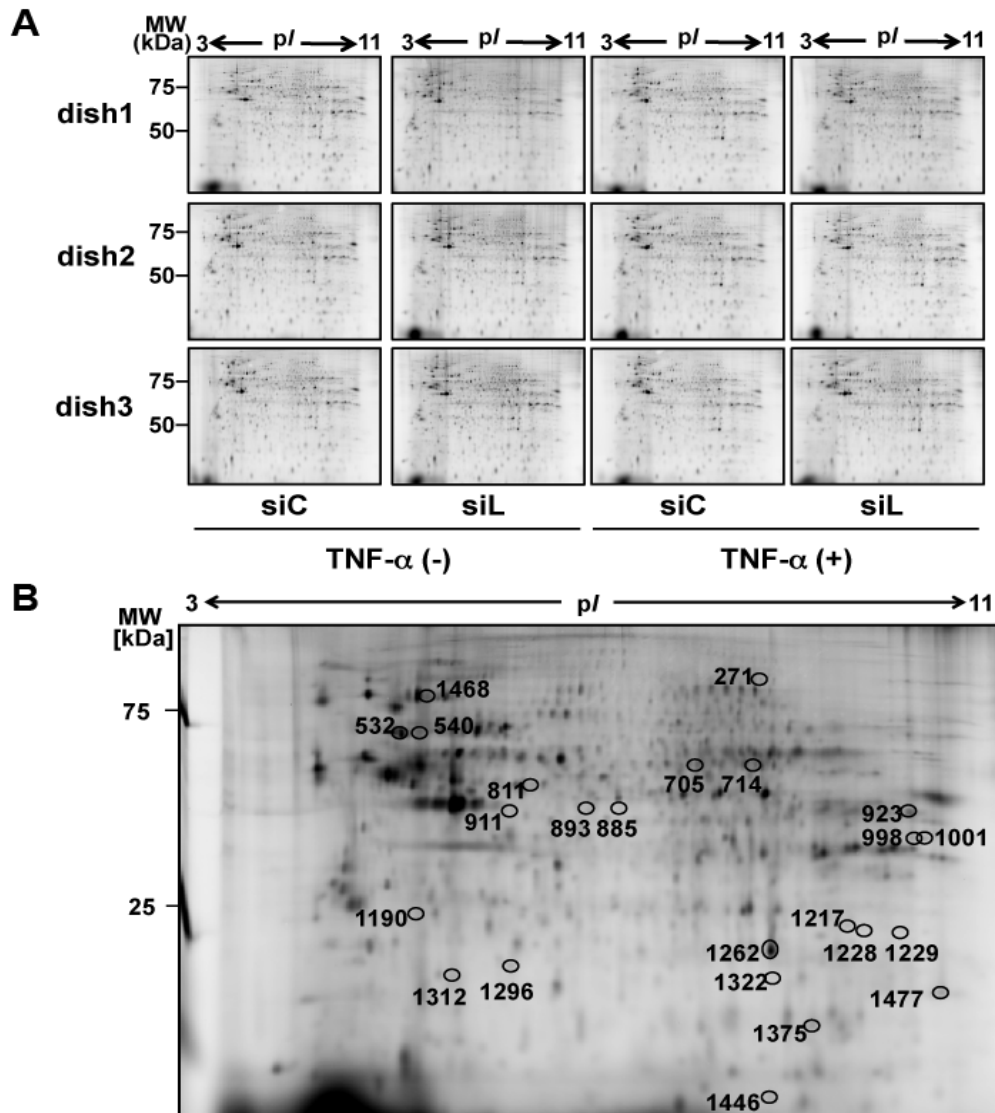 A
MW
(kDa)
3 pI 11 3 pI 11 3 pI 11 3 pI 11
dish1
75
50
dish2
75
50
dish3
75
50
siC siL siC siL
TNF-α (-) TNF-α (+)
B
MW
[kDa]
3 pI 11
75
25
271
1468
532 540
705 714
811
911 893 885
923
998 1001
1190
1217
1228 1229
1262
1312 1296
1322
1477
1375
1446